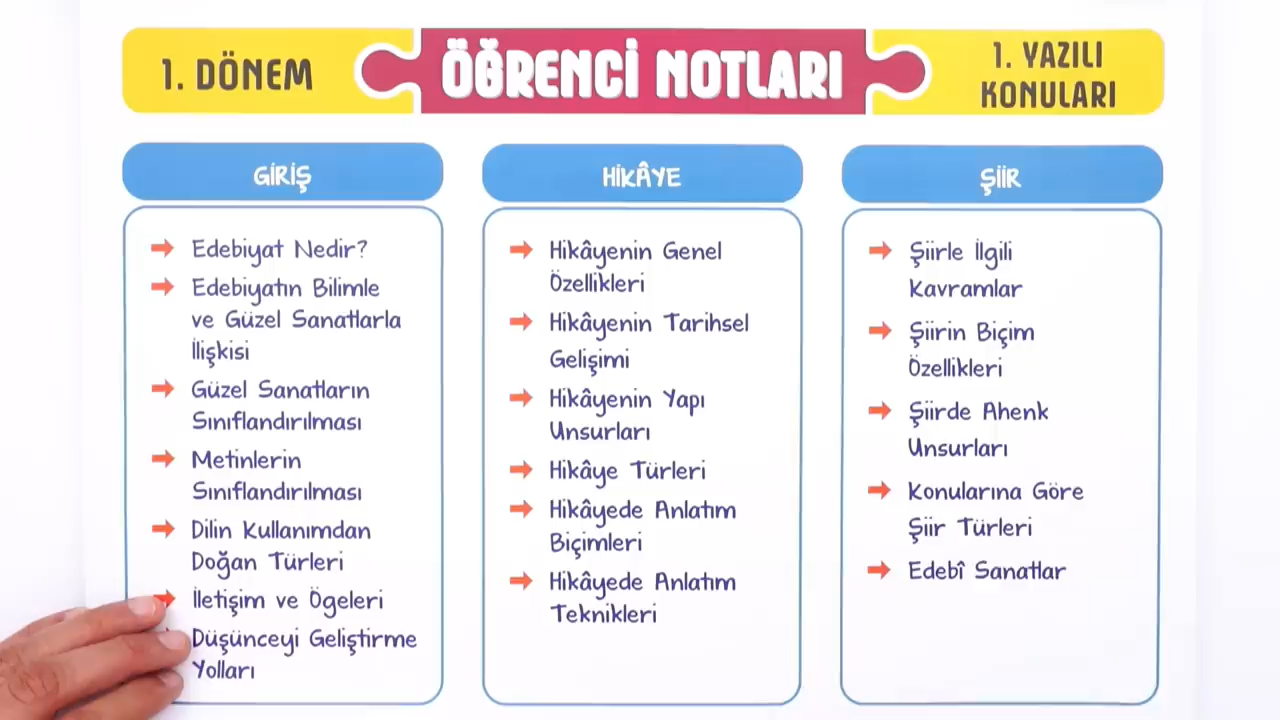 1. DÖNEM
ÖĞRENCİ NOTLARI
1. YAZILI
KONULARI
GİRİŞ
Edebiyat Nedir?
Edebiyatın Bilimle
ve Güzel Sanatlarla
İlişkisi
Güzel Sanatların
Sınıflandırılması
Metinlerin
Sınıflandırılması
Dilin Kullanımdan
Doğan Türleri
İletişim ve Ögeleri
Düşünceyi Geliştirme
Yolları
HİKÂYE
Hikâyenin Genel
Özellikleri
Hikâyenin Tarihsel
Gelişimi
Hikâyenin Yapı
Unsurları
Hikâye Türleri
Hikâyede Anlatım
Biçimleri
Hikâyede Anlatım
Teknikleri
ŞİİR
Şiirle İlgili
Kavramlar
Şiirin Biçim
Özellikleri
Şiirde Ahenk
Unsurları
Konularına Göre
Şiir Türleri
Edebî Sanatlar